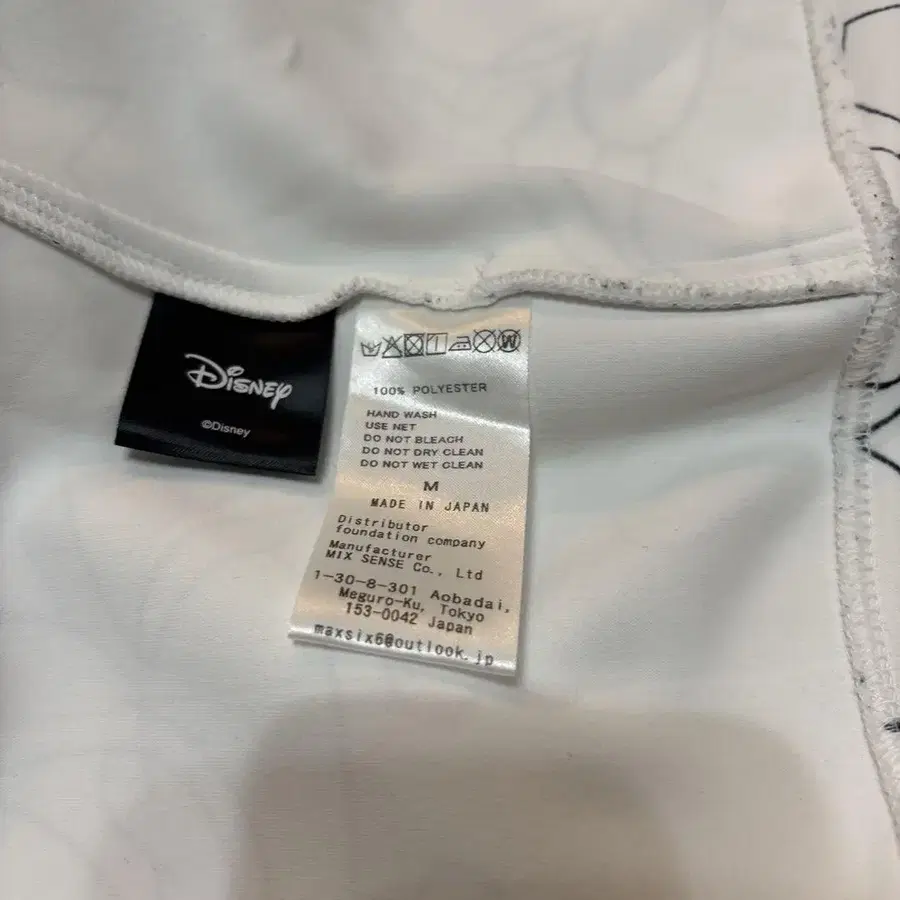 Disney
©Disney
W
100% POLYESTER
HAND WASH
USE NET
DO NOT BLEACH
DO NOT DRY CLEAN
DO NOT WET CLEAN
M
MADE IN JAPAN
Distributor
foundation company
Manufacturer
MIX SENSE Co., Ltd
1-30-8-301 Aobadai,
Meguro-Ku, Tokyo
153-0042 Japan
maxsix6@outlook.jp